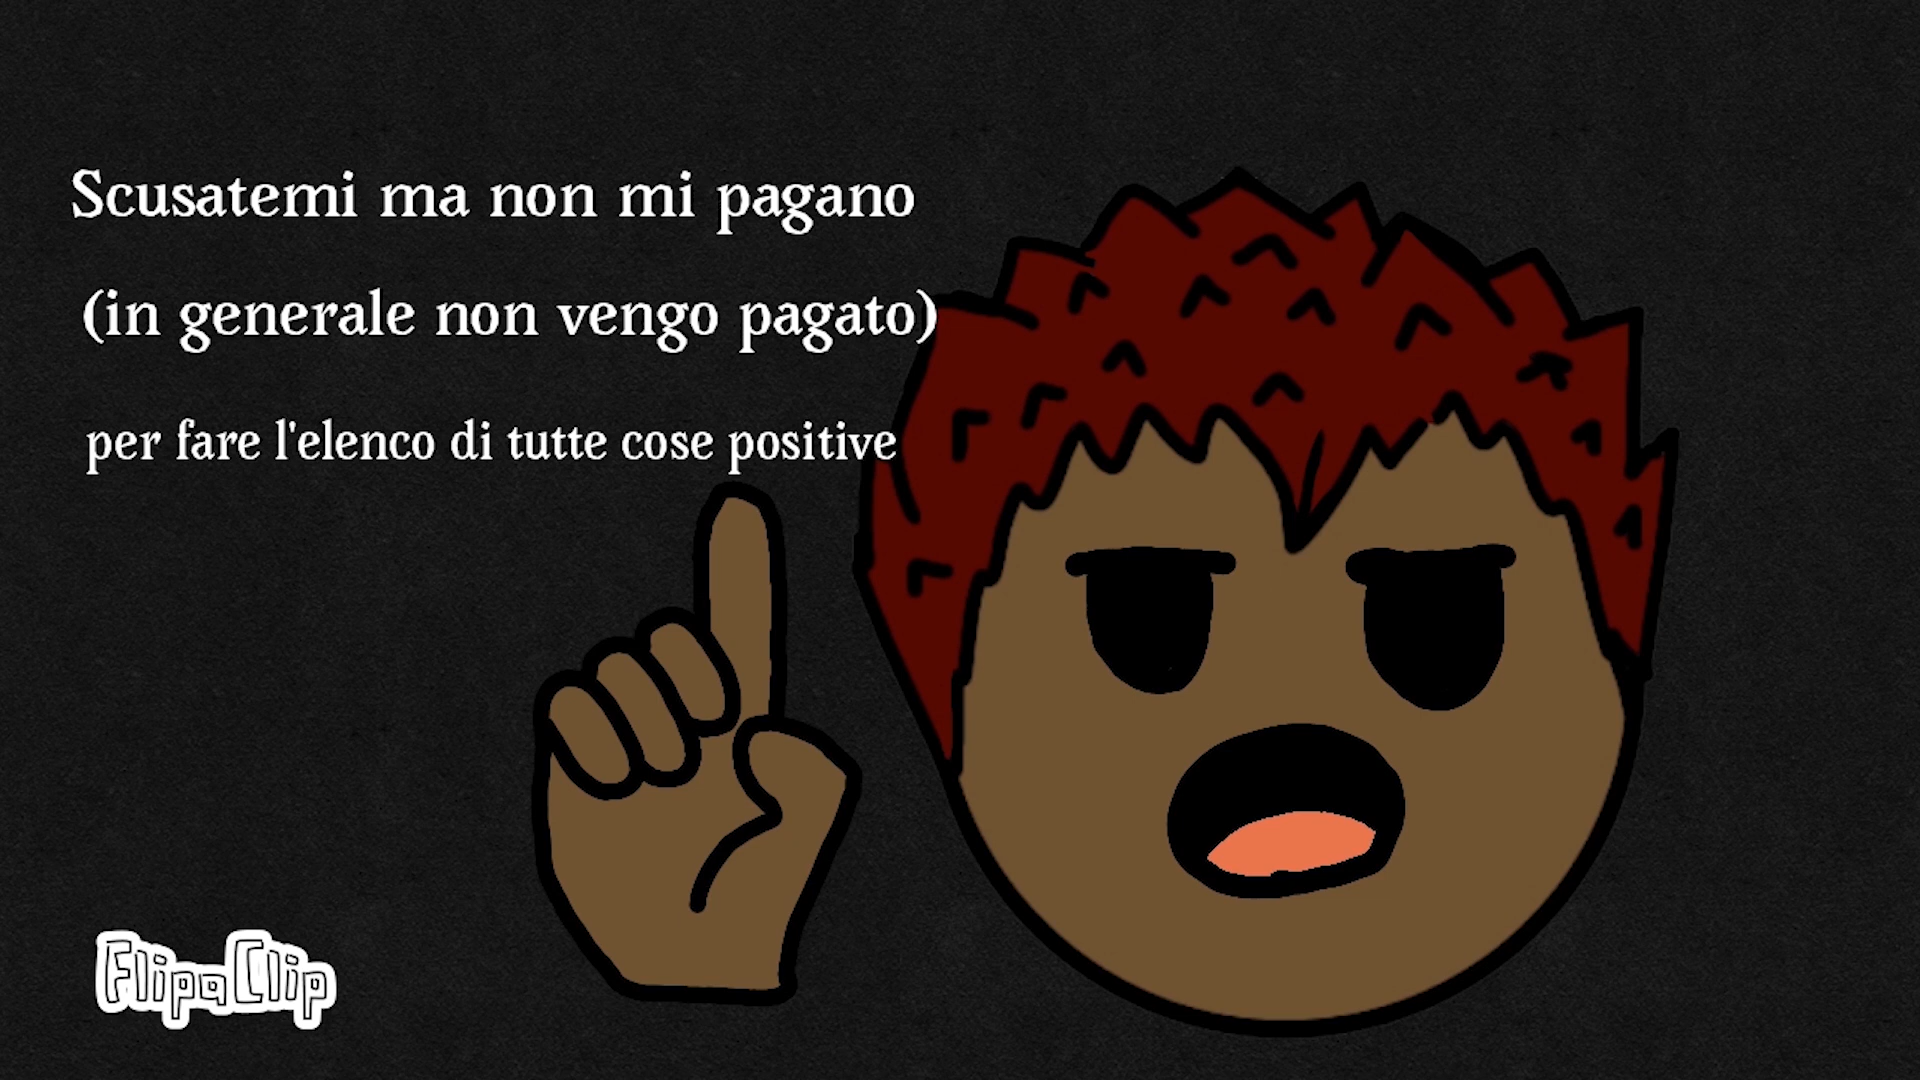 Scusatemi ma non mi pagano
(in generale non vengo pagato)
per fare l'elenco di tutte cose positive
FlipaClip